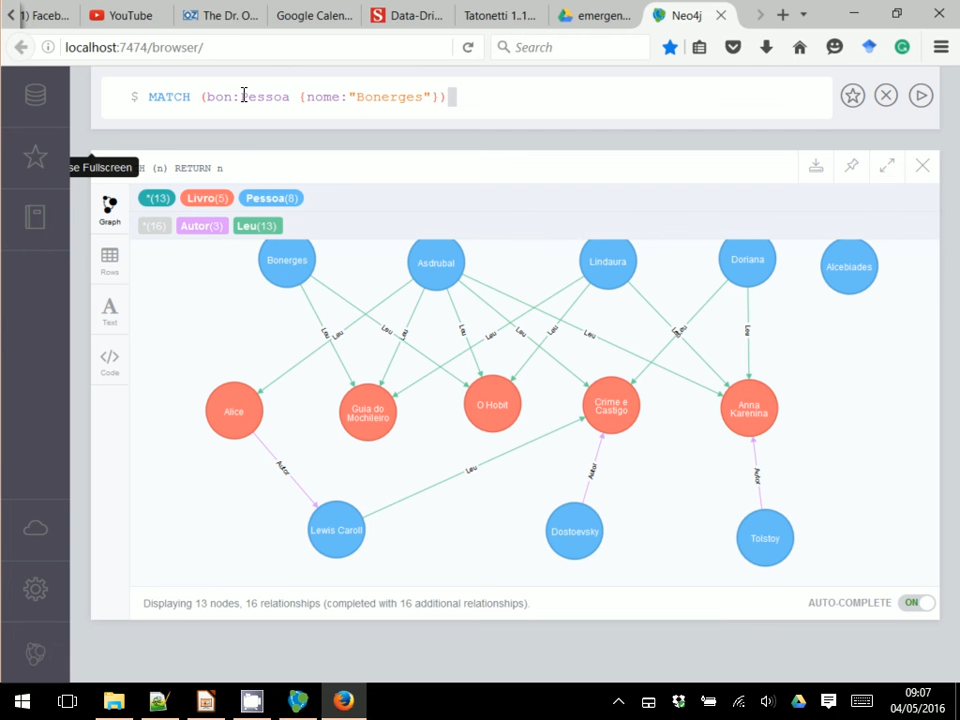 1) Faceb...
YouTube
The Dr. O...
Google Calen...
Data-Dri...
Tatonetti 1..1...
emergen...
Neo4j
localhost:7474/browser/
Search
$ MATCH (bon:Pessoa {nome:"Bonerges"})
se Fullscreen
H (n) RETURN n
*(13) Livro(5) Pessoa(8)
*(16) Autor(3) Leu(13)
Graph
Rows
Text
Code
Bonerges
Asdrubal
Lindaura
Doriana
Alcebiades
Leu
Leu
Leu
Leu
Leu
Leu
Leu
Leu
Leu
Leu
Leu
Leu
Alice
Guia do
Mochileiro
O Hobit
Crime e
Castigo
Anna
Karenina
Autor
Leu
Autor
Autor
Lewis Caroll
Dostoevsky
Tolstoy
Displaying 13 nodes, 16 relationships (completed with 16 additional relationships).
AUTO-COMPLETE ON
09:07
04/05/2016